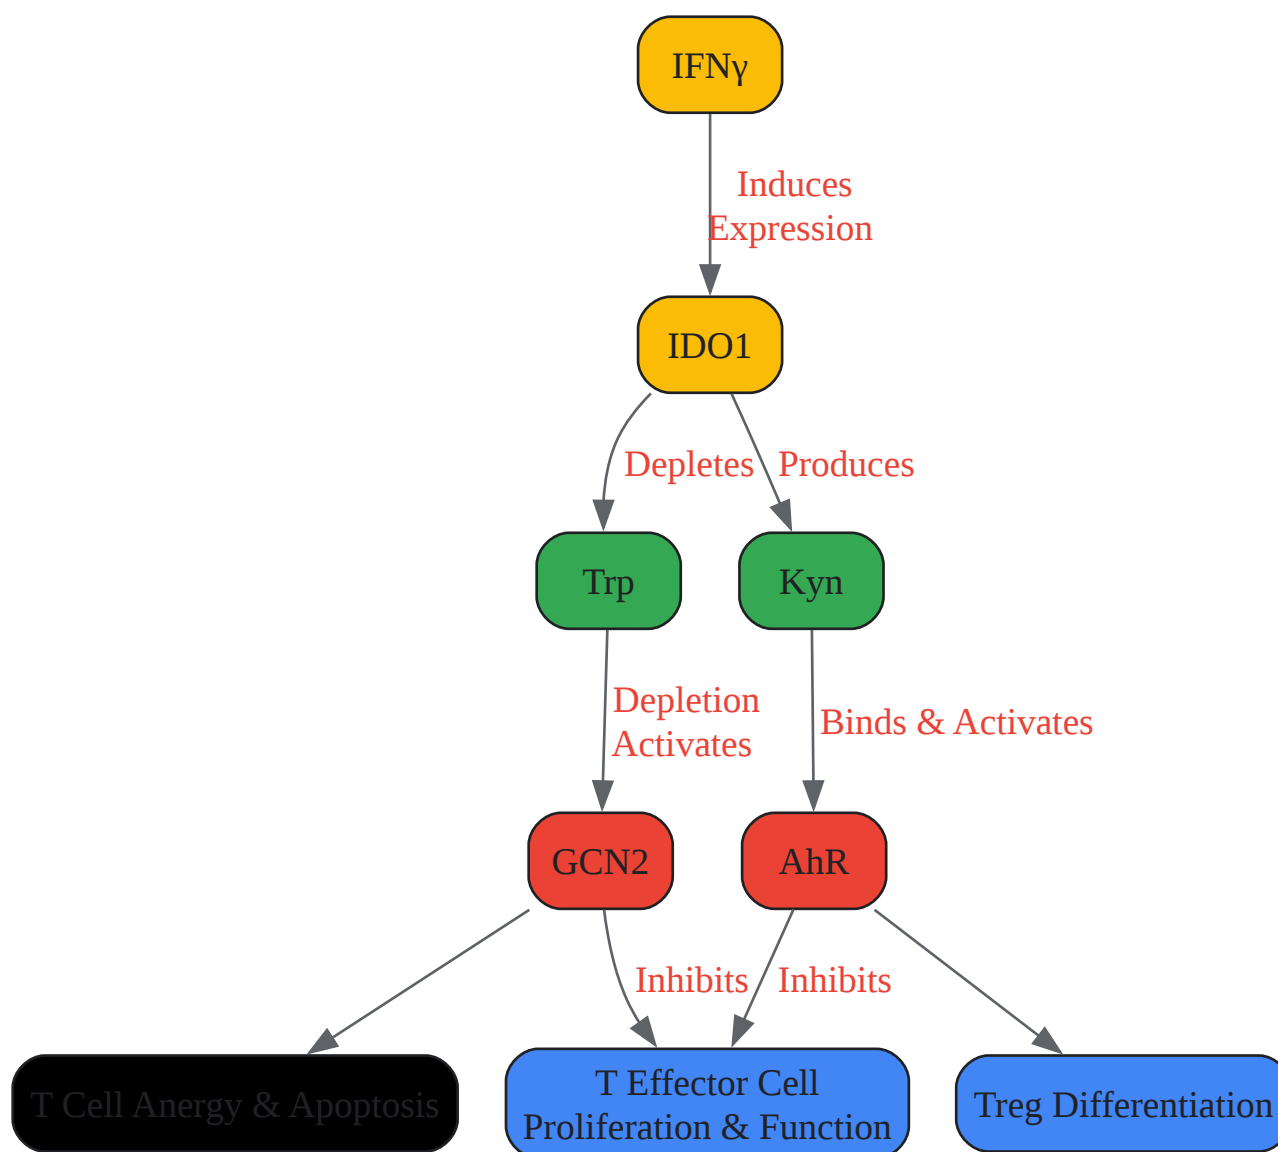 IFNγ
Induces
Expression
IDO1
Depletes
Produces
Trp
Kyn
Depletion
Activates
Binds & Activates
GCN2
AhR
Inhibits
Inhibits
T Cell Anergy & Apoptosis
T Effector Cell
Proliferation & Function
Treg Differentiation